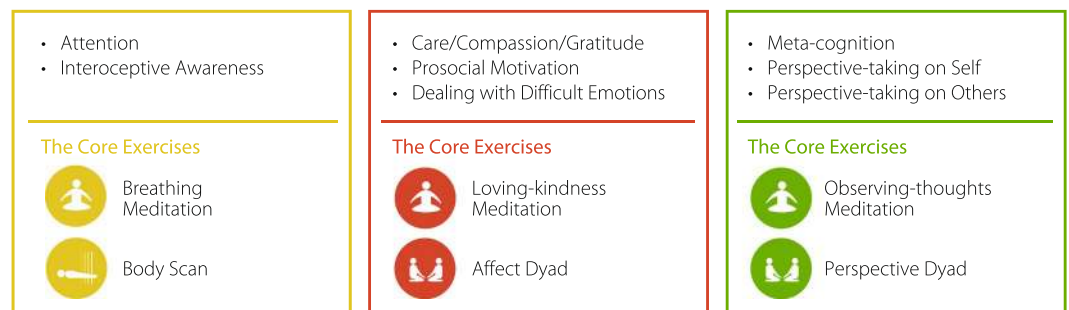 • Attention
• Interoceptive Awareness
The Core Exercises
Breathing
Meditation
Body Scan
• Care/Compassion/Gratitude
• Prosocial Motivation
• Dealing with Difficult Emotions
The Core Exercises
Loving-kindness
Meditation
Affect Dyad
• Meta-cognition
• Perspective-taking on Self
• Perspective-taking on Others
The Core Exercises
Observing-thoughts
Meditation
Perspective Dyad